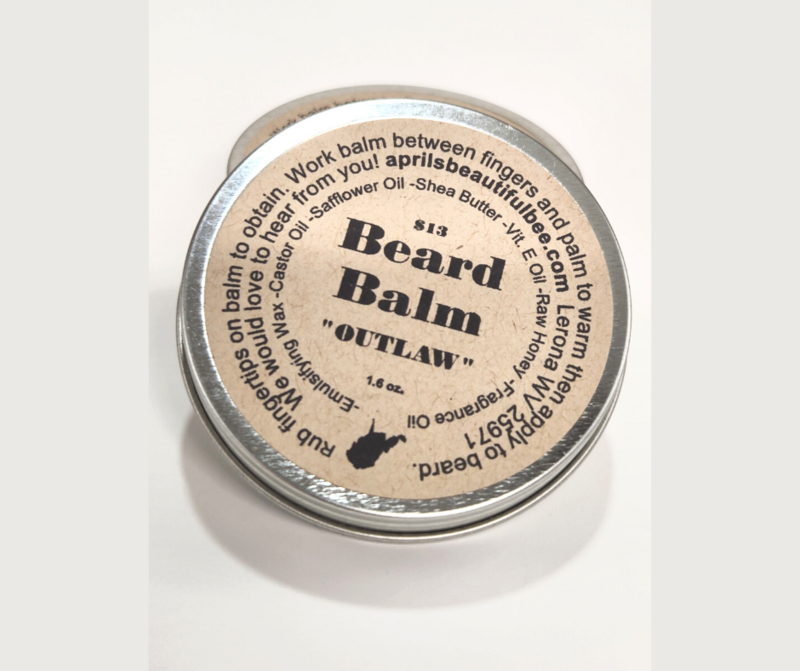 Rub fingertips on balm to obtain. Work balm between fingers and palm to warm then apply to beard.
We would love to hear from you! aprilsbeautifulbee.com Lerona WV 25971
-Emulsifying Wax -Castor Oil -Safflower Oil -Shea Butter -Vit. E Oil -Raw Honey -Fragrance Oil
$13
Beard
Balm
"OUTLAW"
1.6 oz.